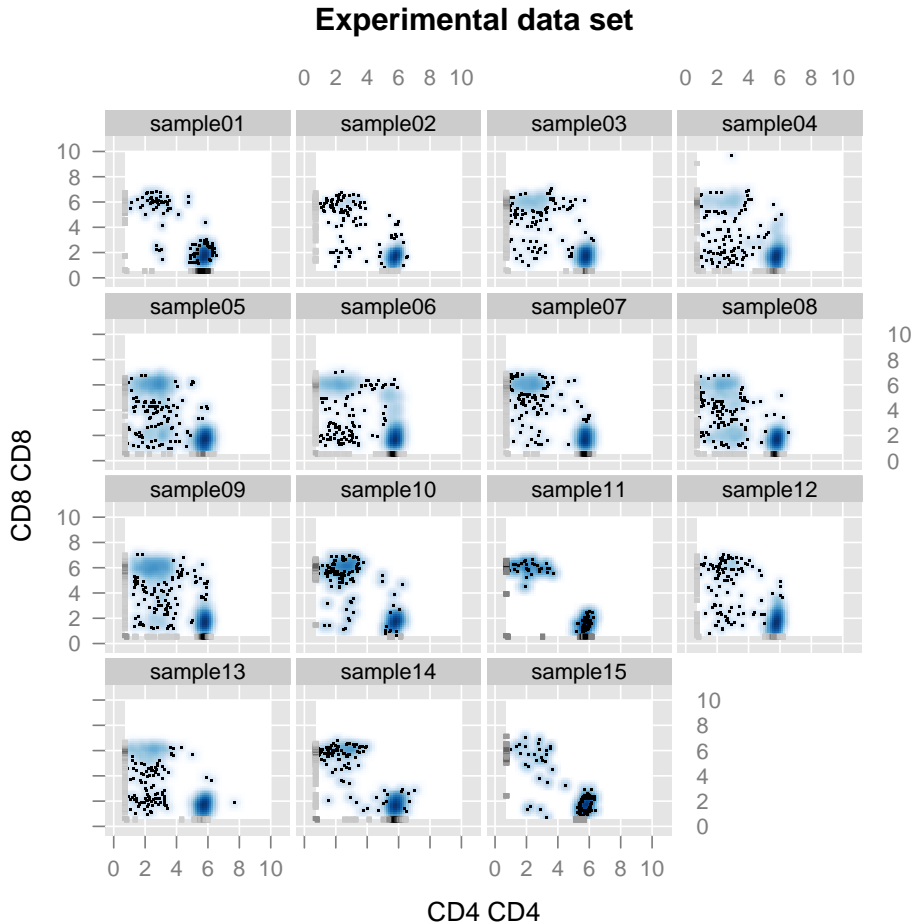 Experimental data set
0 2 4 6 8 10 0 2 4 6 8 10
sample01 sample02 sample03 sample04
10
8
6
4
2
0
sample05 sample06 sample07 sample08
10
8
6
4
2
0
CD8 CD8
sample09 sample10 sample11 sample12
10
8
6
4
2
0
sample13 sample14 sample15
10
8
6
4
2
0
0 2 4 6 8 10 0 2 4 6 8 10
CD4 CD4